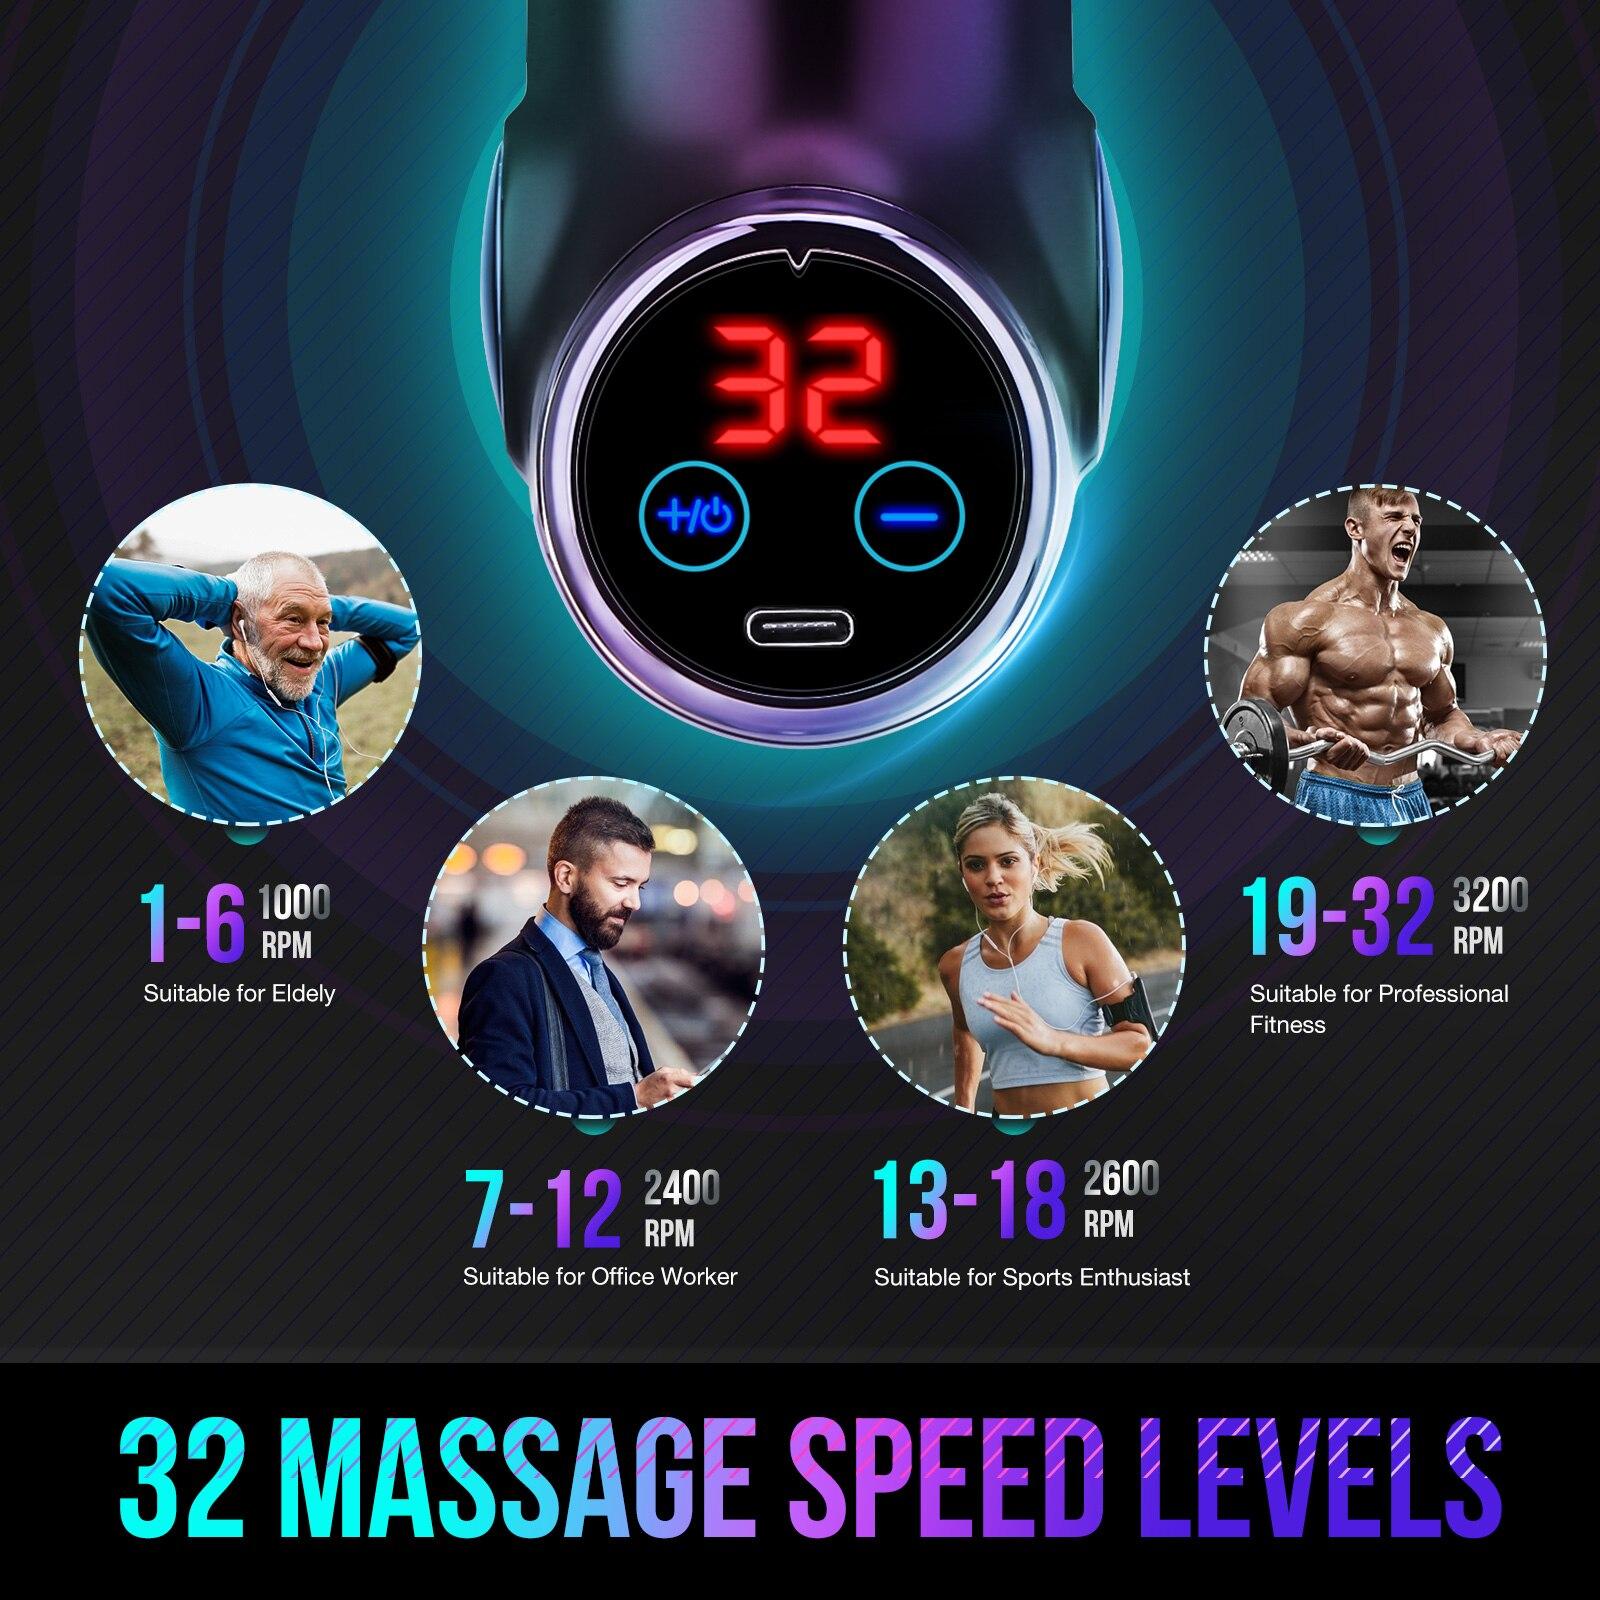 32
+/⏻
−
1-6 1000
RPM
Suitable for Eldely
7-12 2400
RPM
Suitable for Office Worker
13-18 2600
RPM
Suitable for Sports Enthusiast
19-32 3200
RPM
Suitable for Professional
Fitness
32 MASSAGE SPEED LEVELS